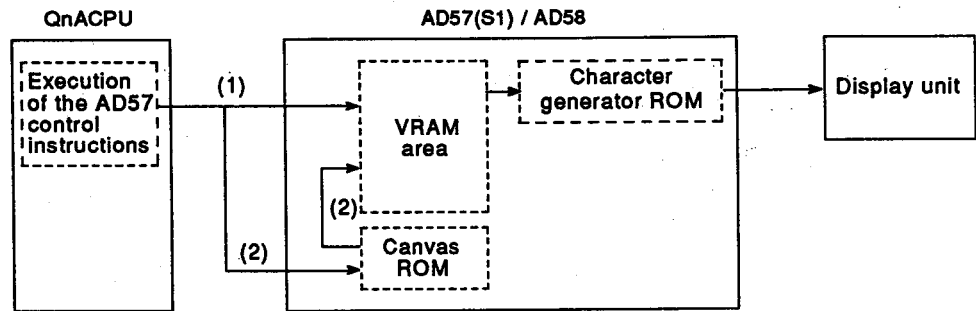 QnACPU
AD57(S1) / AD58
Execution
of the AD57
control
instructions
(1)
VRAM
area
Character
generator ROM
Display unit
(2)
(2)
Canvas
ROM